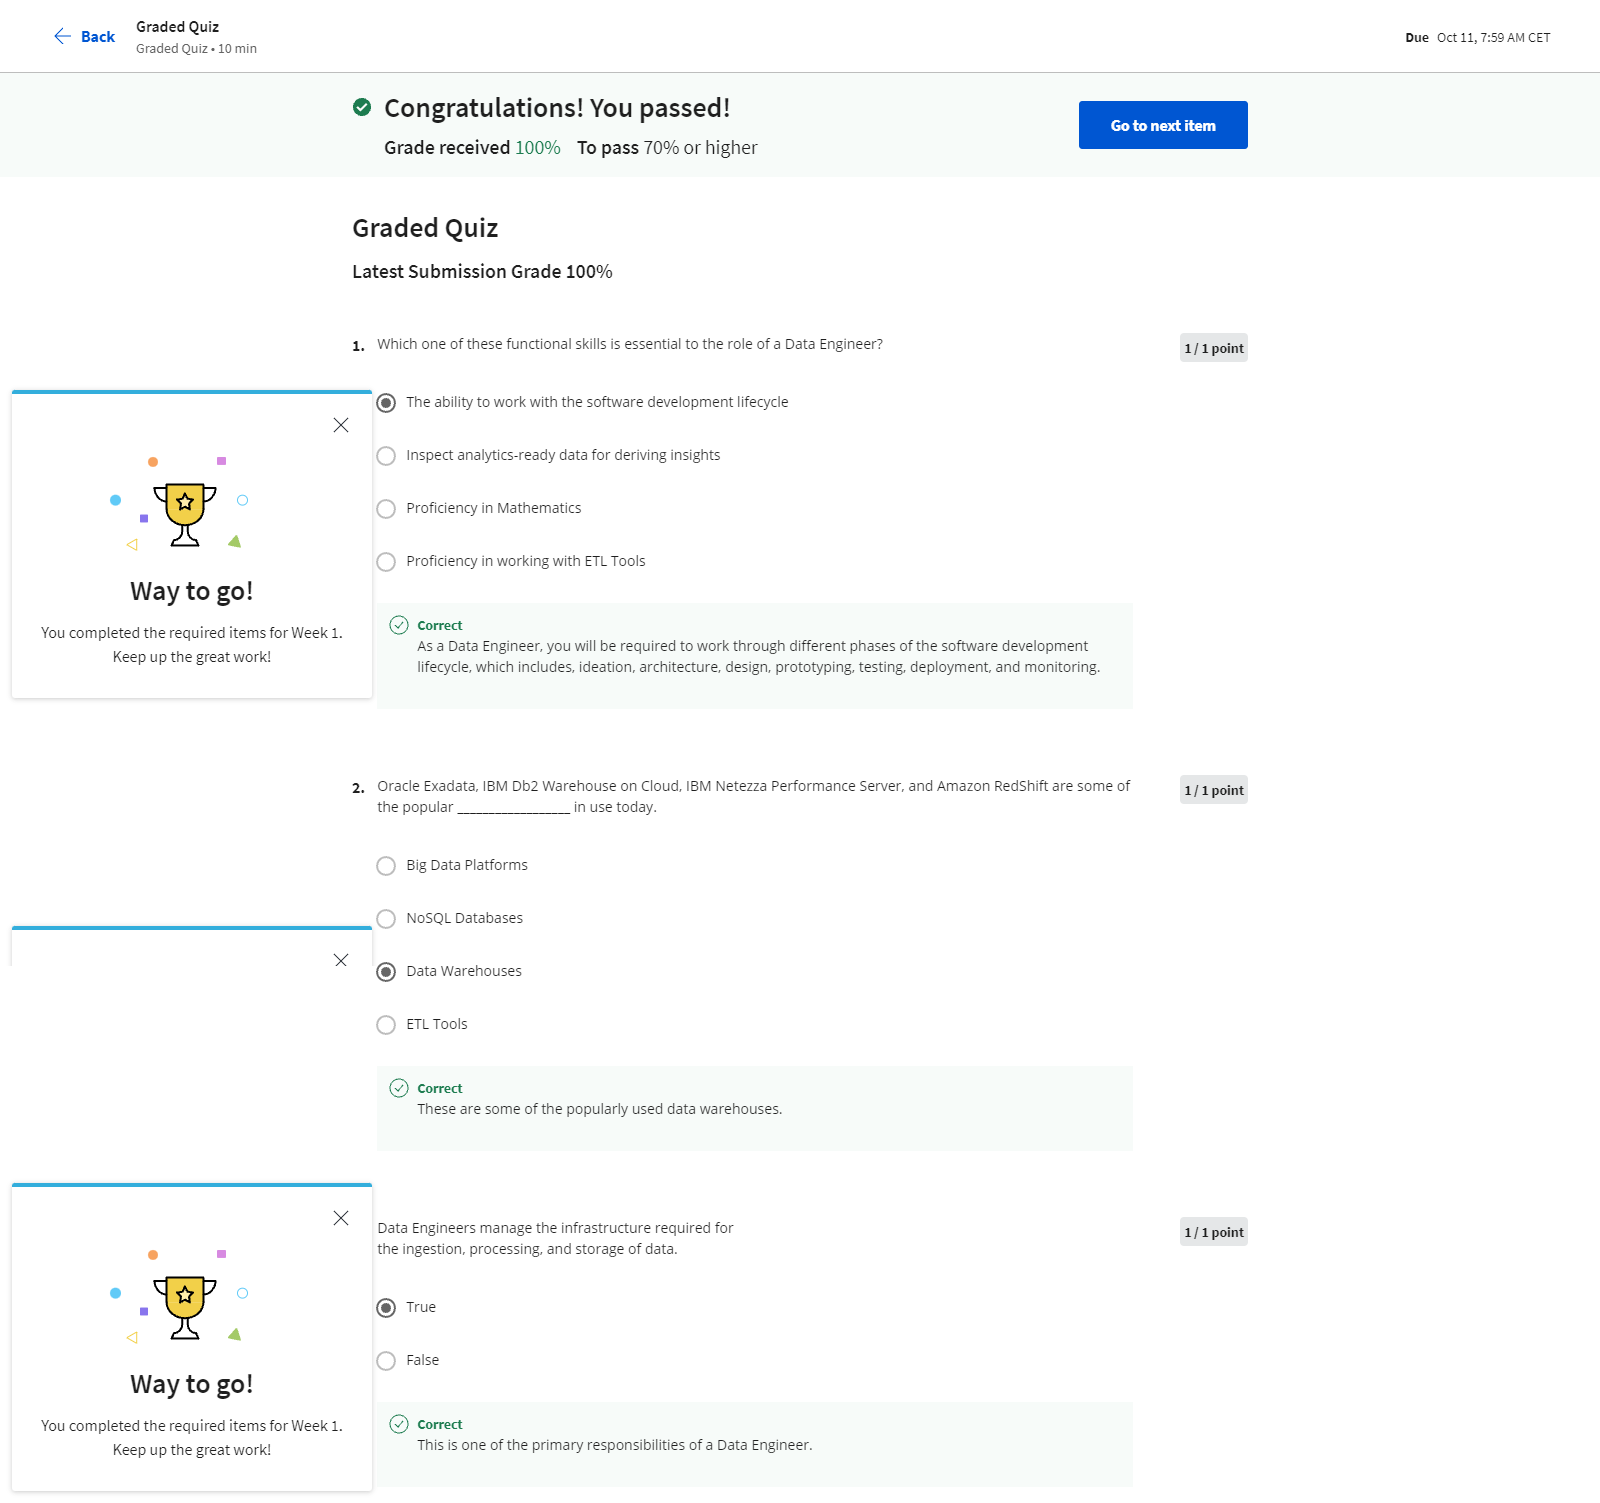 Back
Graded Quiz
Graded Quiz • 10 min
Due Oct 11, 7:59 AM CET
Congratulations! You passed!
Grade received 100% To pass 70% or higher
Go to next item
Graded Quiz
Latest Submission Grade 100%
1. Which one of these functional skills is essential to the role of a Data Engineer?
1 / 1 point
The ability to work with the software development lifecycle
Inspect analytics-ready data for deriving insights
Proficiency in Mathematics
Proficiency in working with ETL Tools
Correct
As a Data Engineer, you will be required to work through different phases of the software development
lifecycle, which includes, ideation, architecture, design, prototyping, testing, deployment, and monitoring.
Way to go!
You completed the required items for Week 1.
Keep up the great work!
2. Oracle Exadata, IBM Db2 Warehouse on Cloud, IBM Netezza Performance Server, and Amazon RedShift are some of
the popular _________________ in use today.
1 / 1 point
Big Data Platforms
NoSQL Databases
Data Warehouses
ETL Tools
Correct
These are some of the popularly used data warehouses.
Data Engineers manage the infrastructure required for
the ingestion, processing, and storage of data.
1 / 1 point
True
False
Correct
This is one of the primary responsibilities of a Data Engineer.
Way to go!
You completed the required items for Week 1.
Keep up the great work!